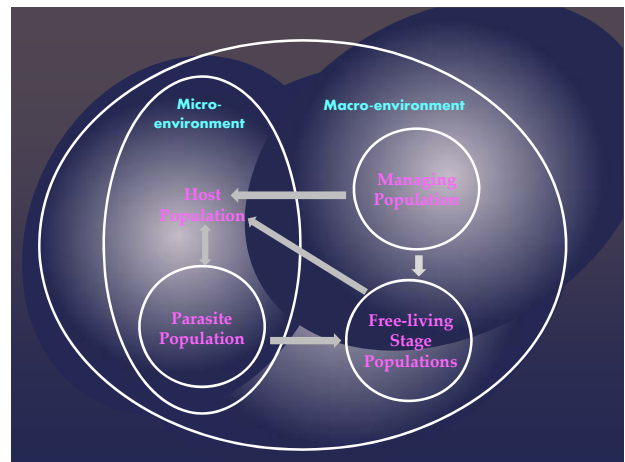 Micro-
environment
Macro-environment
Managing
Population
Host
Population
Parasite
Population
Free-living
Stage
Populations